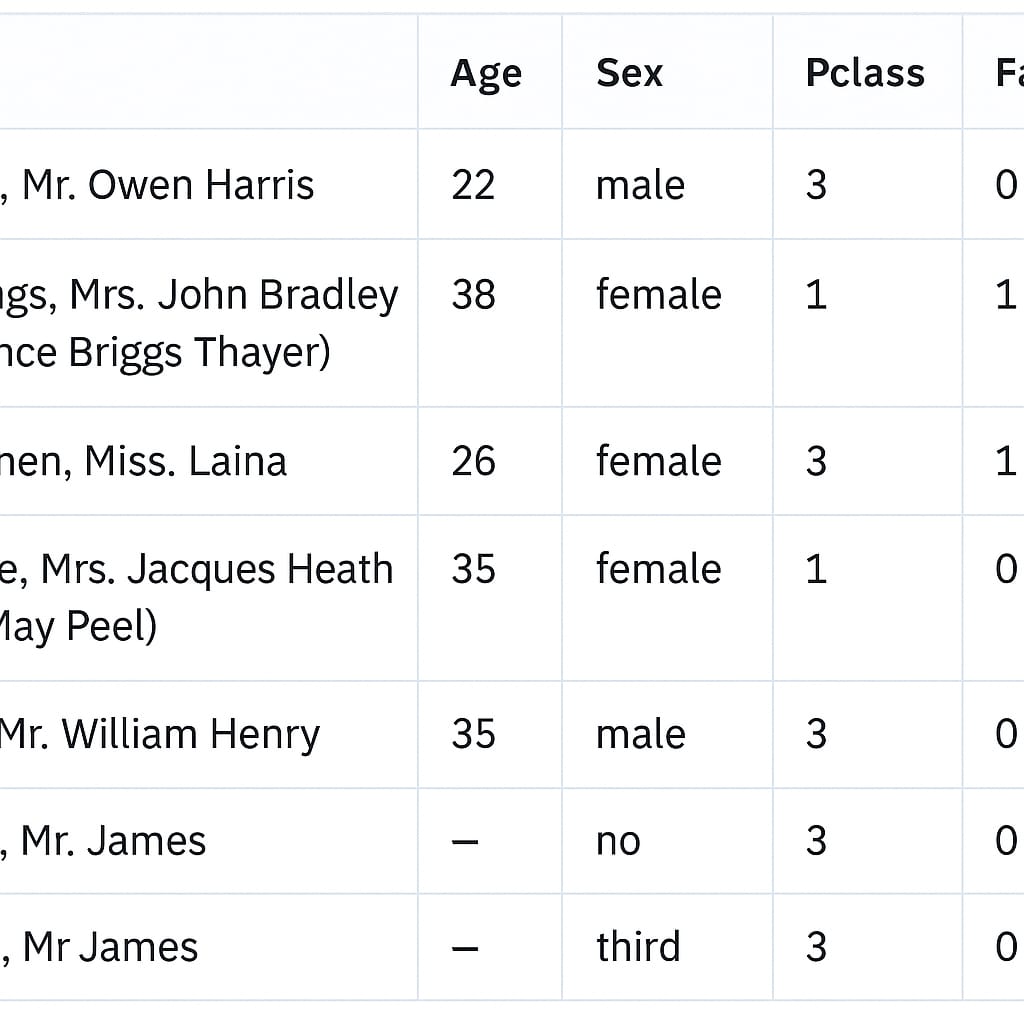 Age Sex Pclass Fa
, Mr. Owen Harris 22 male 3 0
gs, Mrs. John Bradley 38 female 1 1
nce Briggs Thayer)
nen, Miss. Laina 26 female 3 1
e, Mrs. Jacques Heath 35 female 1 0
May Peel)
Mr. William Henry 35 male 3 0
, Mr. James – no 3 0
, Mr James – third 3 0